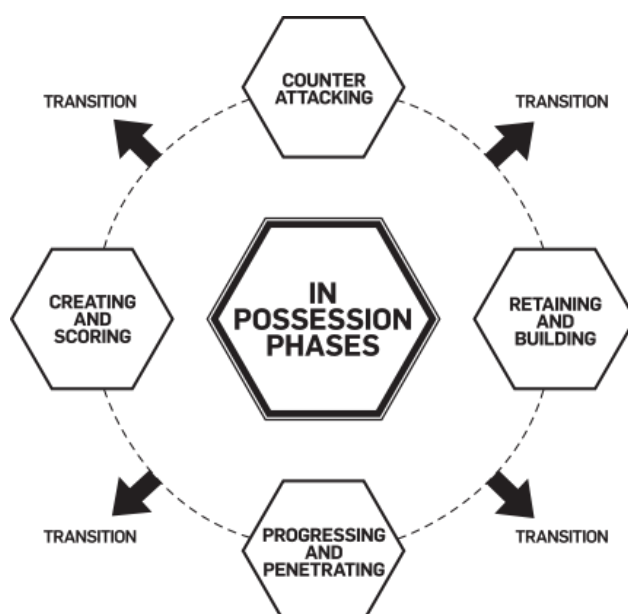 COUNTER
ATTACKING
TRANSITION
TRANSITION
IN
POSSESSION
PHASES
CREATING
AND
SCORING
RETAINING
AND
BUILDING
TRANSITION
TRANSITION
PROGRESSING
AND
PENETRATING